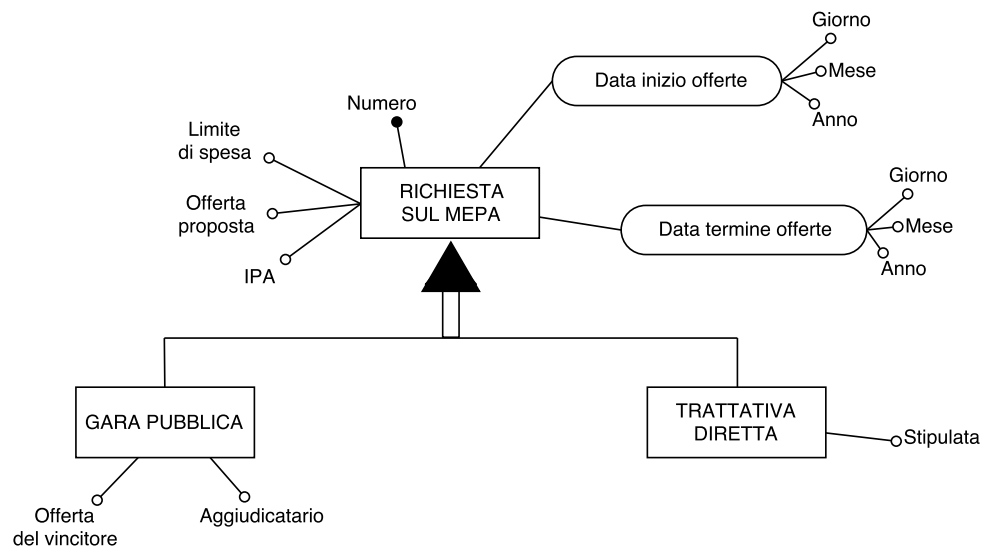 Giorno
Data inizio offerte
Mese
Anno
Numero
Limite
di spesa
Offerta
proposta
IPA
RICHIESTA
SUL MEPA
Giorno
Data termine offerte
Mese
Anno
GARA PUBBLICA
TRATTATIVA
DIRETTA
Stipulata
Offerta
del vincitore
Aggiudicatario